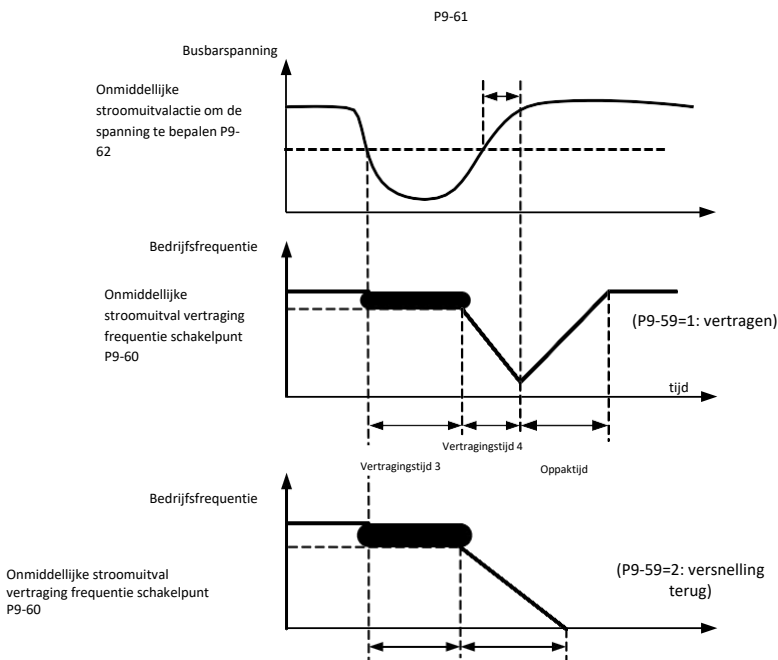 P9-61
Busbarspanning
Onmiddellijke
stroomuitvalactie om de
spanning te bepalen P9-
62
Bedrijfsfrequentie
Onmiddellijke
stroomuitval vertraging
frequentie schakelpunt
P9-60
(P9-59=1: vertragen)
tijd
Vertragingstijd 4
Vertragingstijd 3
Oppaktijd
Bedrijfsfrequentie
Onmiddellijke stroomuitval
vertraging frequentie schakelpunt
P9-60
(P9-59=2: versnelling
terug)